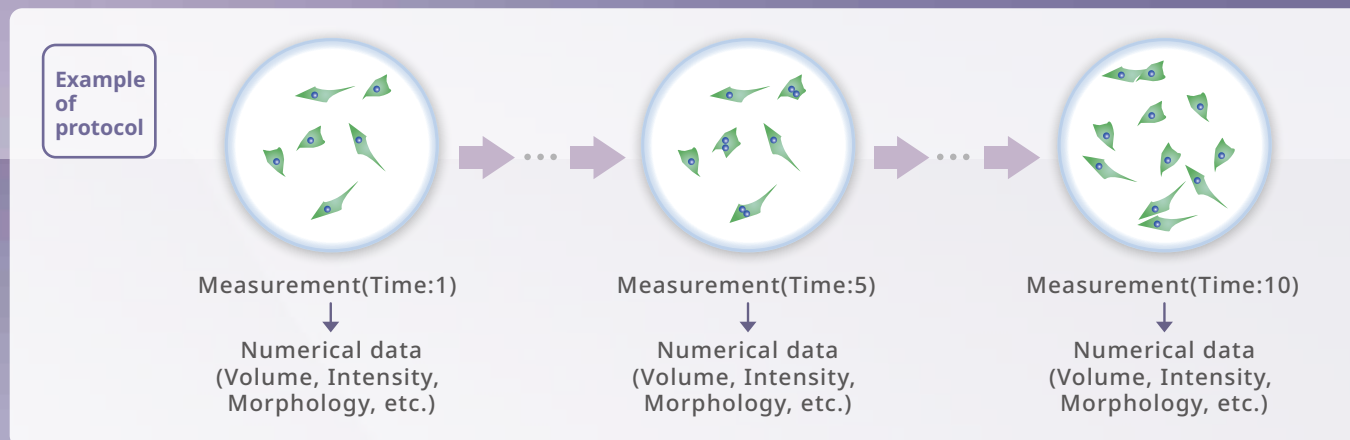 Example
of
protocol
Measurement(Time:1)
Numerical data
(Volume, Intensity,
Morphology, etc.)
Measurement(Time:5)
Numerical data
(Volume, Intensity,
Morphology, etc.)
Measurement(Time:10)
Numerical data
(Volume, Intensity,
Morphology, etc.)